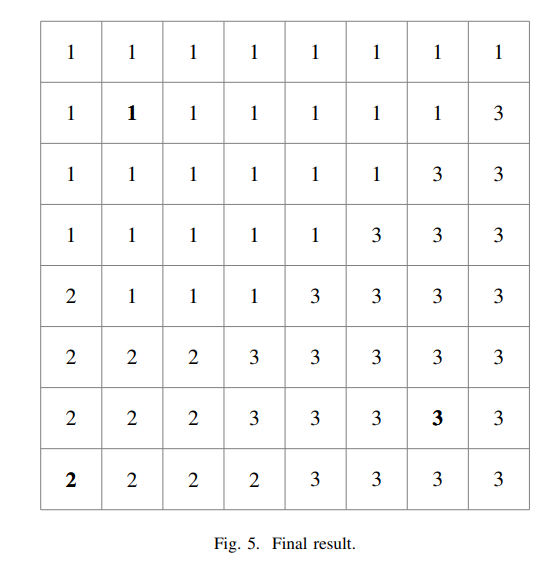 1 1 1 1 1 1 1 1
1 1 1 1 1 1 1 3
1 1 1 1 1 1 3 3
1 1 1 1 1 3 3 3
2 1 1 1 3 3 3 3
2 2 2 3 3 3 3 3
2 2 2 3 3 3 3 3
2 2 2 2 3 3 3 3
Fig. 5. Final result.